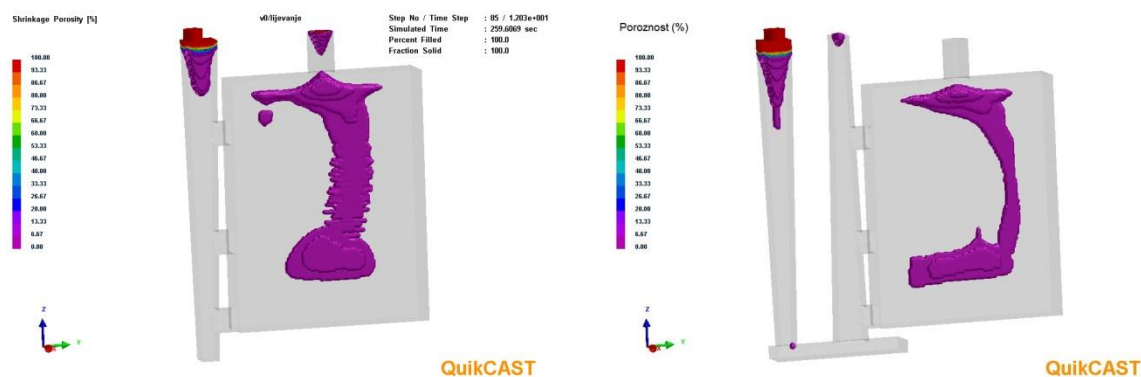 Shrinkage Porosity [%]
v0/lijevanje
Step No / Time Step : 85 / 1.203e+001
Simulated Time : 259.6069 sec
Percent Filled : 100.0
Fraction Solid : 100.0
100.00
93.33
86.67
80.00
73.33
66.67
60.00
53.33
46.67
40.00
33.33
26.67
20.00
13.33
6.67
0.00
Z
X
Y
QuikCAST
Poroznost (%)
100.00
93.33
86.67
80.00
73.33
66.67
60.00
53.33
46.67
40.00
33.33
26.67
20.00
13.33
6.67
0.00
Z
X
Y
QuikCAST